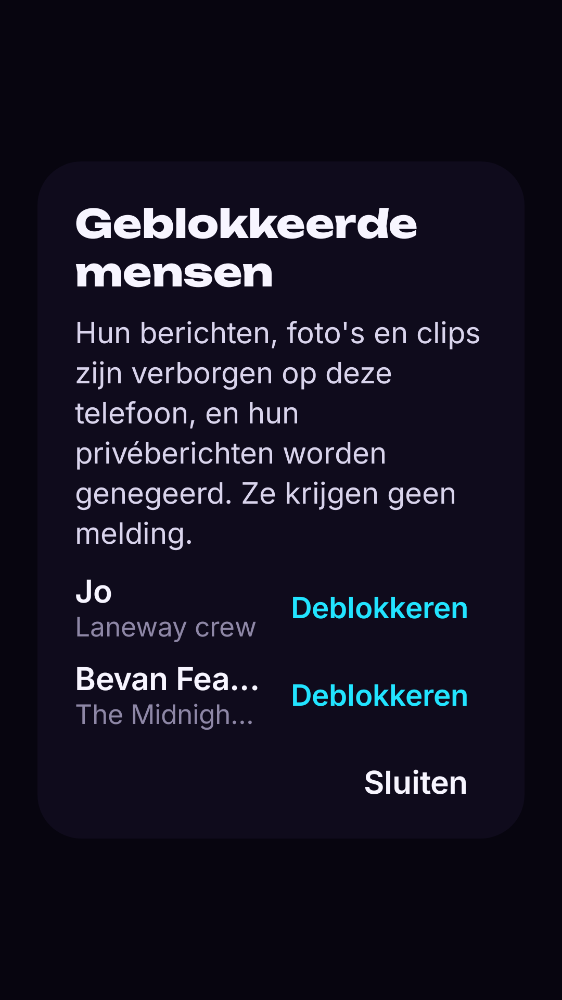 Geblokkeerde
mensen
Hun berichten, foto's en clips
zijn verborgen op deze
telefoon, en hun
privéberichten worden
genegeerd. Ze krijgen geen
melding.
Jo
Laneway crew
Deblokkeren
Bevan Fea...
The Midnigh...
Deblokkeren
Sluiten